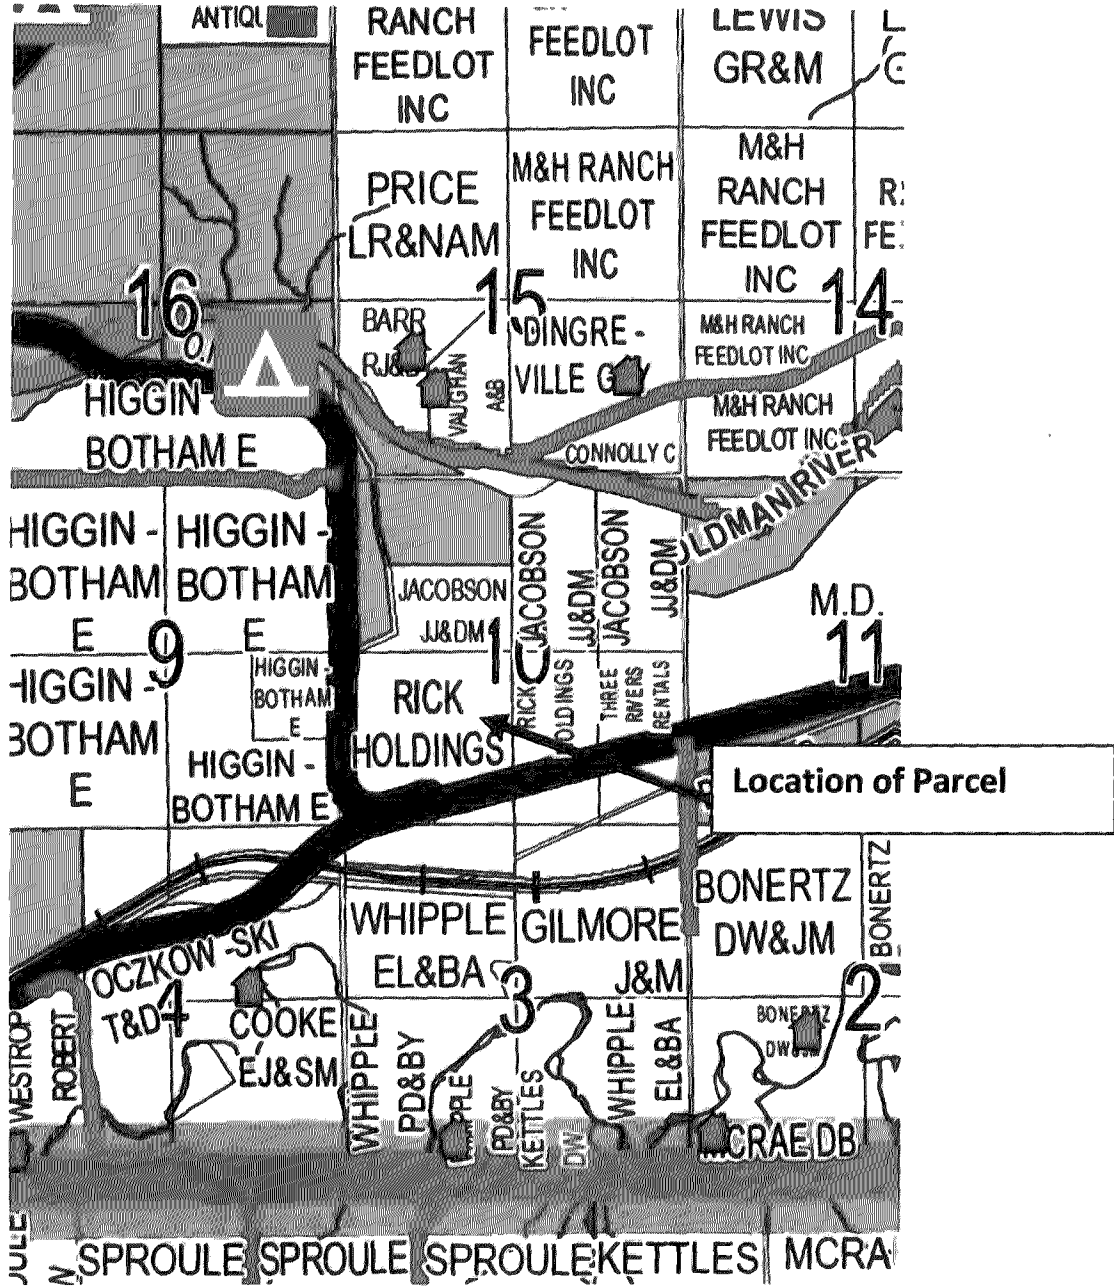 RANCH
FEEDLOT
INC
FEEDLOT
INC
LEWIS
GR&M
PRICE
LR&NAM
M&H RANCH
FEEDLOT
INC
M&H
RANCH
FEEDLOT
INC
16
15
14
BARR
VAUGHAN
A&B
DINGRE -
VILLE
M&H RANCH
FEEDLOT INC
M&H RANCH
FEEDLOT INC
CONNOLLY C
HIGGIN -
BOTHAM E
OLDMAN RIVER
HIGGIN -
BOTHAM
E
HIGGIN -
BOTHAM
E
JACOBSON
JJ&DM
JACOBSON
JJ&DM
JACOBSON
JJ&DM
M.D.
9
10
11
HIGGIN -
BOTHAM
E
HIGGIN -
BOTHAM
E
HIGGIN -
BOTHAM E
RICK
HOLDINGS
RICK
HOLDINGS
THREE
RIVERS
RENTALS
Location of Parcel
WHIPPLE
EL&BA
GILMORE
J&M
BONERTZ
DW&JM
BONERTZ
OCZKOW -SKI
T&D
4
3
2
COOKE
EJ&SM
WESTROP
ROBERT
WHIPPLE
PD&BY
PD&BY
KETTLES
DW
WHIPPLE
EL&BA
BONERTZ
MCRAE DB
SPROULE
SPROULE
SPROULE
KETTLES
MCRA